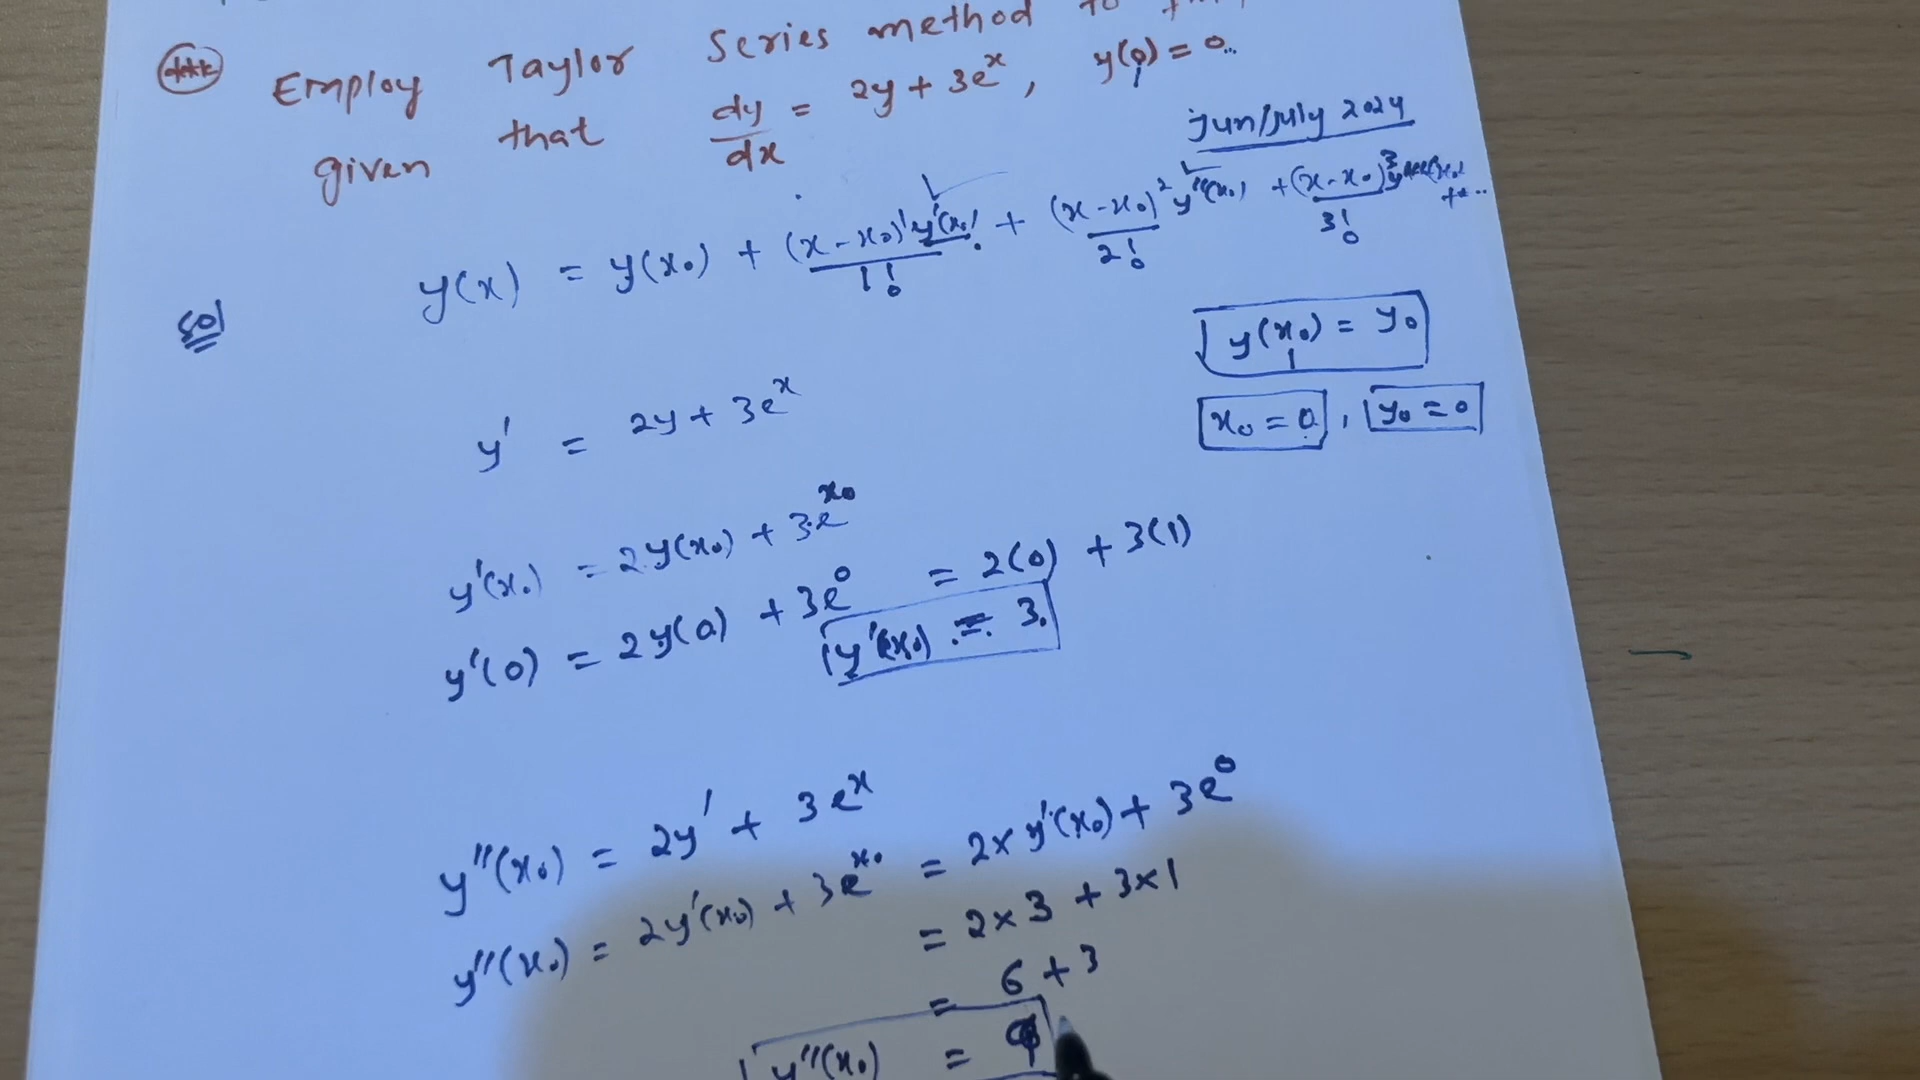 Employ Taylor Series method to
given that dy/dx = 2y + 3e^x, y(0) = 0
Jun/July 2024
Sol
y(x) = y(x₀) + (x-x₀)' y'(x₀)/1! + (x-x₀)² y''(x₀)/2! + (x-x₀)³/3! +...
y(x₀) = y₀
x₀ = 0, y₀ = 0
y' = 2y + 3e^x
y'(x₀) = 2y(x₀) + 3e^x₀
y'(0) = 2y(0) + 3e^0 = 2(0) + 3(1)
y'(x₀) = 3.
y''(x₀) = 2y' + 3e^x
y''(x₀) = 2y'(x₀) + 3e^x₀ = 2 x y'(x₀) + 3e^0
= 2 x 3 + 3 x 1
= 6 + 3
y''(x₀) = 9